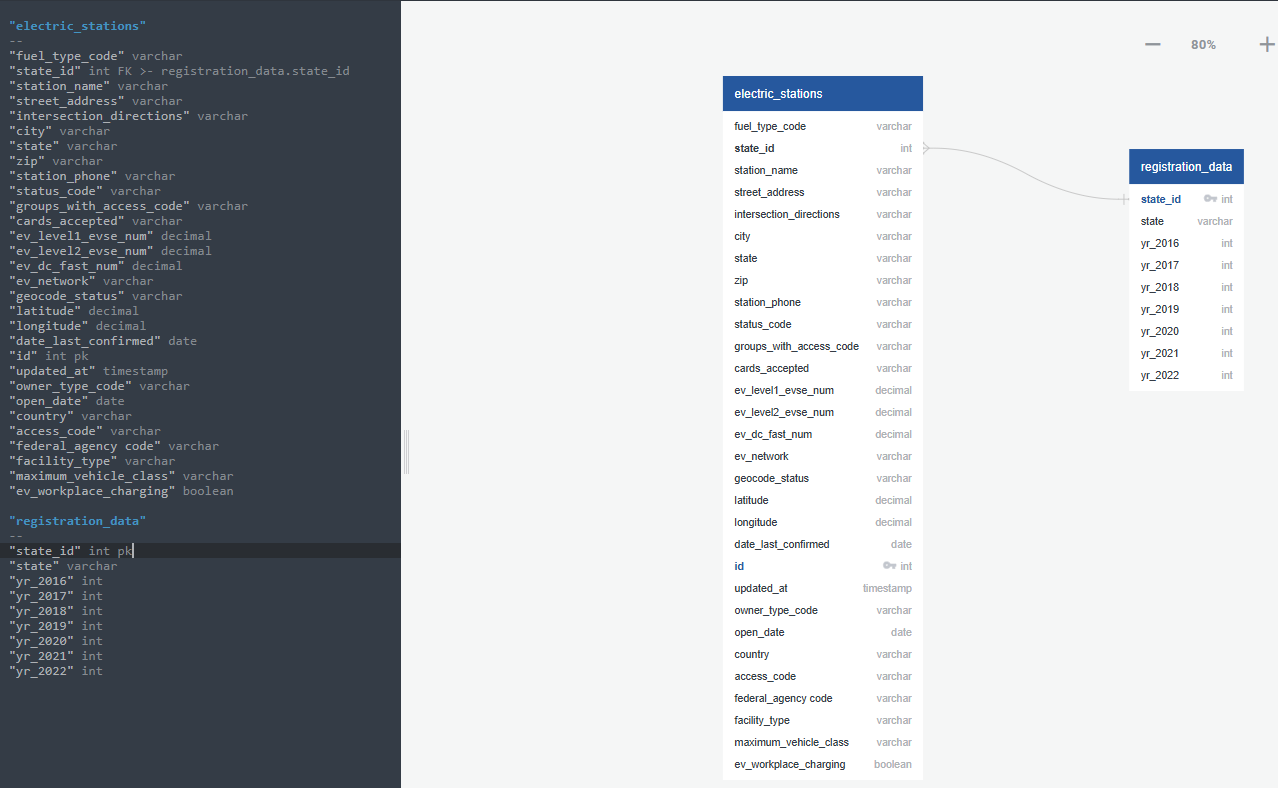 "electric_stations"
--
"fuel_type_code" varchar
"state_id" int FK >- registration_data.state_id
"station_name" varchar
"street_address" varchar
"intersection_directions" varchar
"city" varchar
"state" varchar
"zip" varchar
"station_phone" varchar
"status_code" varchar
"groups_with_access_code" varchar
"cards_accepted" varchar
"ev_level1_evse_num" decimal
"ev_level2_evse_num" decimal
"ev_dc_fast_num" decimal
"ev_network" varchar
"geocode_status" varchar
"latitude" decimal
"longitude" decimal
"date_last_confirmed" date
"id" int pk
"updated_at" timestamp
"owner_type_code" varchar
"open_date" date
"country" varchar
"access_code" varchar
"federal_agency code" varchar
"facility_type" varchar
"maximum_vehicle_class" varchar
"ev_workplace_charging" boolean
"registration_data"
--
"state_id" int pk
"state" varchar
"yr_2016" int
"yr_2017" int
"yr_2018" int
"yr_2019" int
"yr_2020" int
"yr_2021" int
"yr_2022" int
80%
electric_stations
fuel_type_code varchar
state_id int
station_name varchar
street_address varchar
intersection_directions varchar
city varchar
state varchar
zip varchar
station_phone varchar
status_code varchar
groups_with_access_code varchar
cards_accepted varchar
ev_level1_evse_num decimal
ev_level2_evse_num decimal
ev_dc_fast_num decimal
ev_network varchar
geocode_status varchar
latitude decimal
longitude decimal
date_last_confirmed date
id int
updated_at timestamp
owner_type_code varchar
open_date date
country varchar
access_code varchar
federal_agency code varchar
facility_type varchar
maximum_vehicle_class varchar
ev_workplace_charging boolean
registration_data
state_id int
state varchar
yr_2016 int
yr_2017 int
yr_2018 int
yr_2019 int
yr_2020 int
yr_2021 int
yr_2022 int